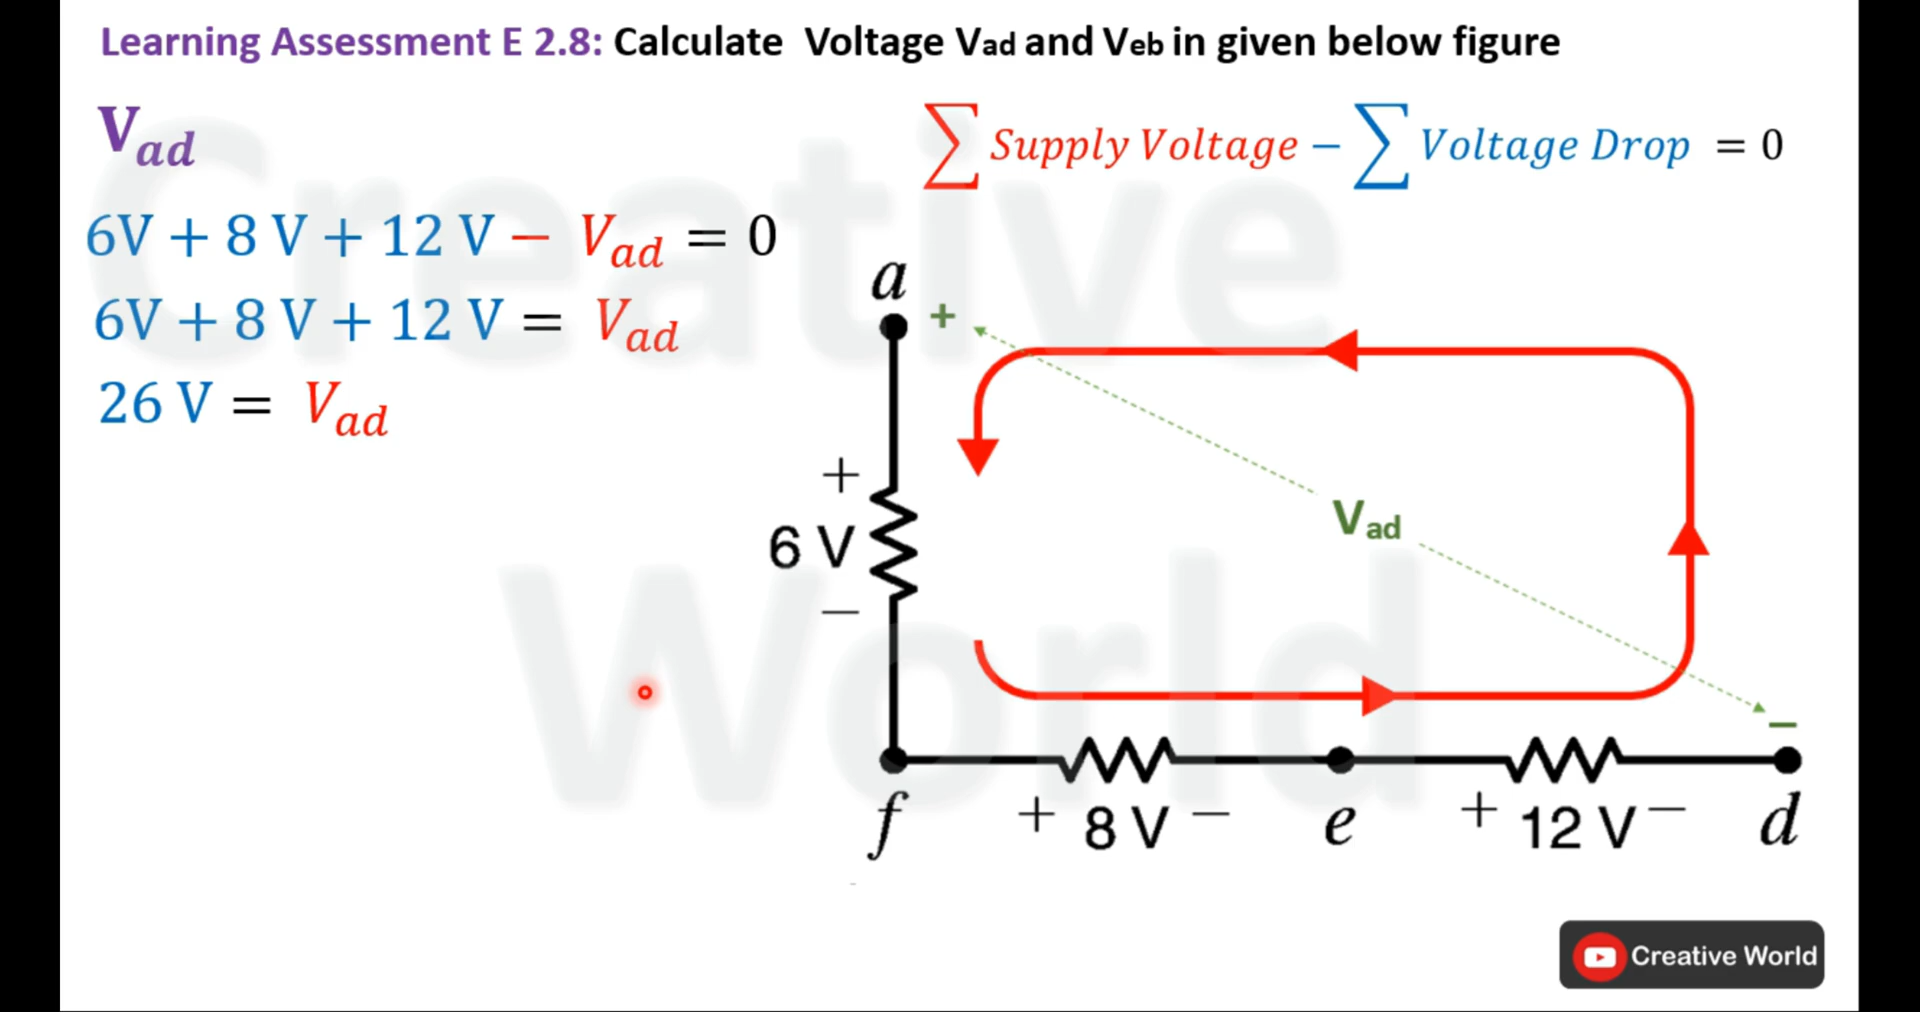 Learning Assessment E 2.8: Calculate Voltage Vad and Veb in given below figure
Vad
∑ Supply Voltage − ∑ Voltage Drop = 0
6V + 8 V + 12 V − Vad = 0
6V + 8 V + 12 V = Vad
26 V = Vad
a
+
+
6 V
−
Vad
−
f
+ 8 V −
e
+ 12 V −
d
Creative
World
Creative World